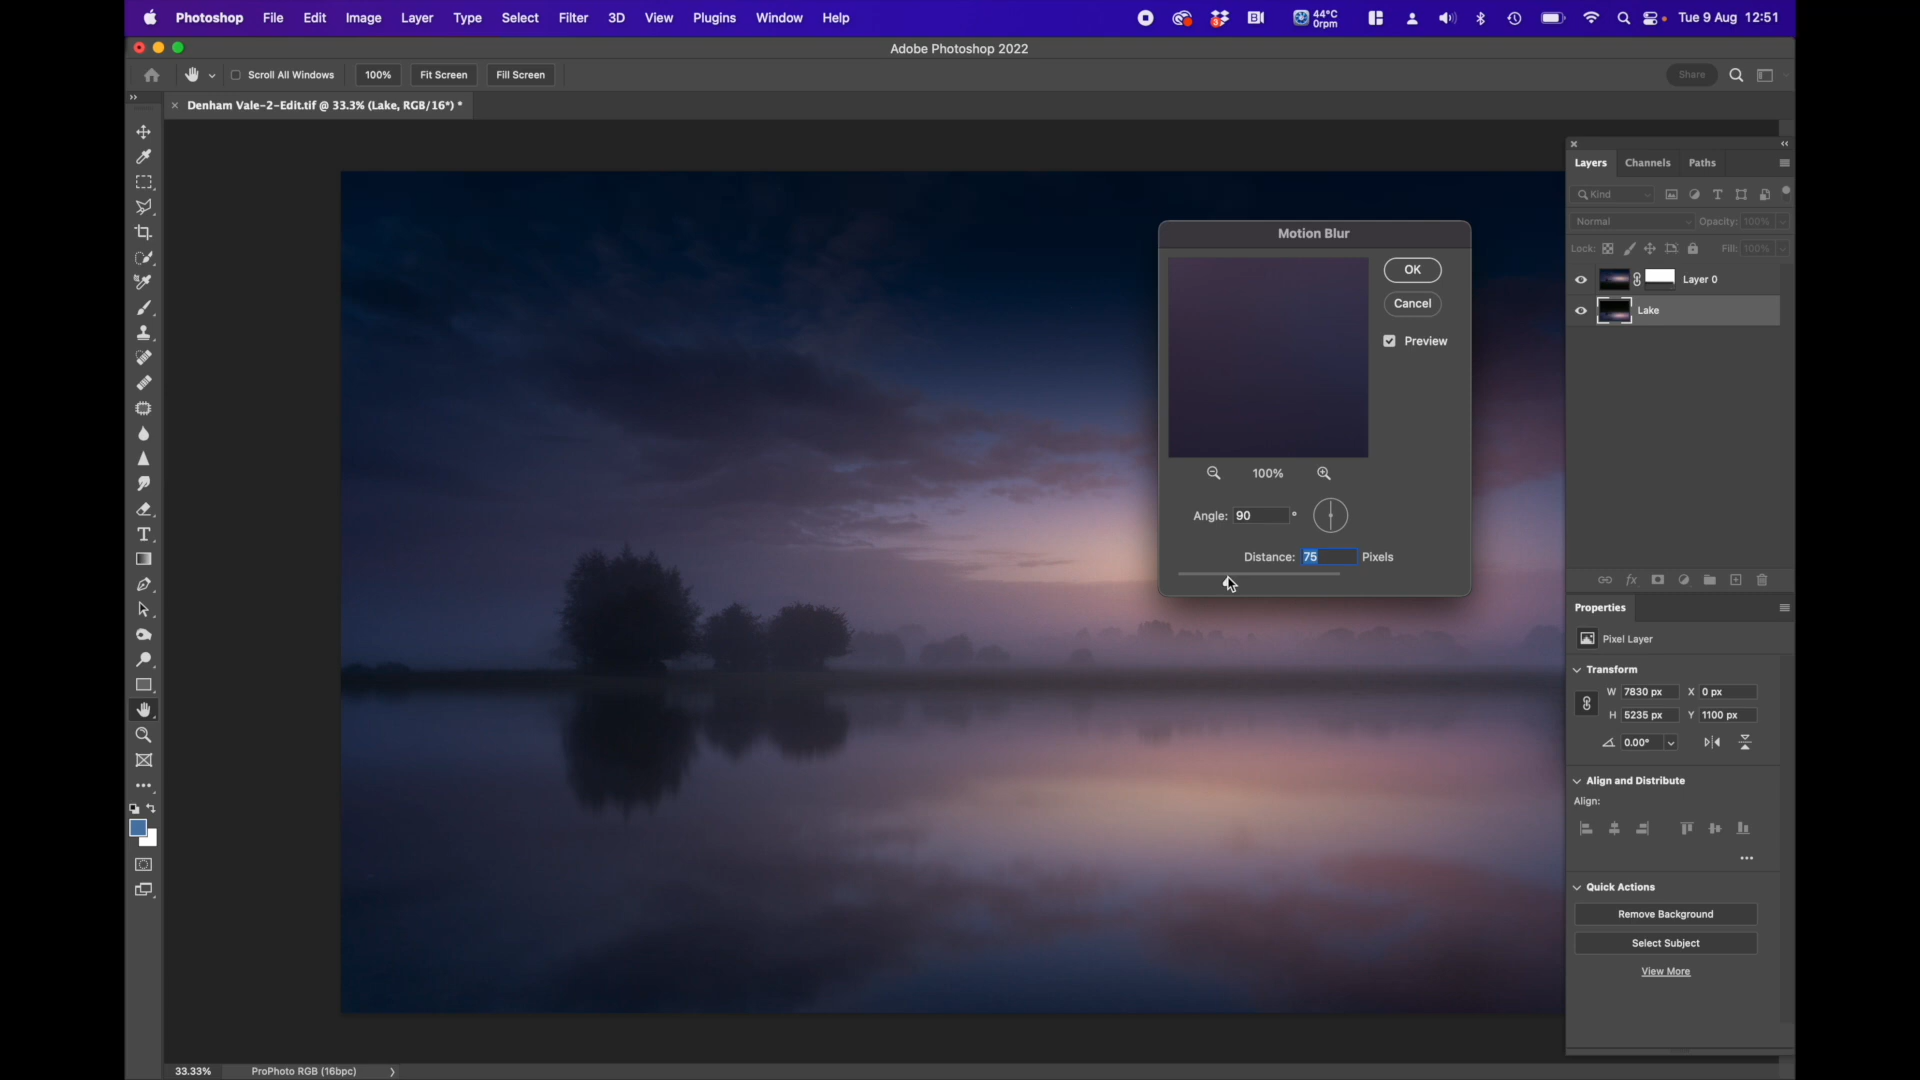 Photoshop File Edit Image Layer Type Select Filter 3D View Plugins Window Help 44°C 0rpm Tue 9 Aug 12:51
Adobe Photoshop 2022
Scroll All Windows 100% Fit Screen Fill Screen Share
Denham Vale-2-Edit.tif @ 33.3% (Lake, RGB/16*) *
Layers Channels Paths
Kind
Normal Opacity: 100%
Lock: Fill: 100%
Layer 0
Lake
Motion Blur
OK
Cancel
Preview
100%
Angle: 90 °
Distance: 75 Pixels
fx
Properties
Pixel Layer
Transform
W 7830 px X 0 px
H 5235 px Y 1100 px
0.00°
Align and Distribute
Align:
Quick Actions
Remove Background
Select Subject
View More
33.33% ProPhoto RGB (16bpc)